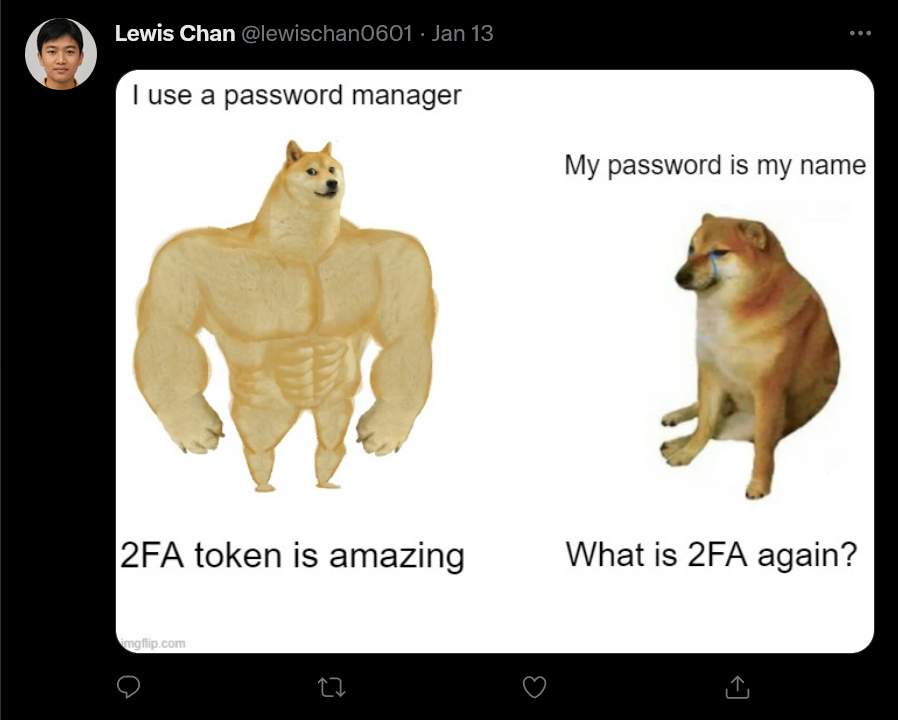 Lewis Chan @lewischan0601 · Jan 13
I use a password manager
My password is my name
2FA token is amazing
What is 2FA again?
imgflip.com